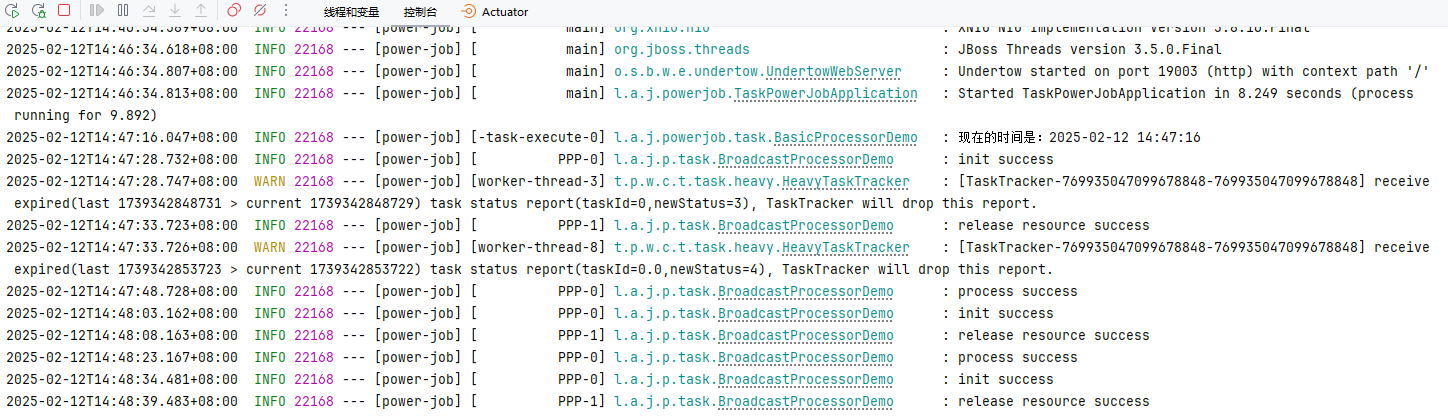 线程和变量 控制台 Actuator
2025-02-12T14:46:34.589+08:00 INFO 22168 --- [power-job] [ main] org.xnio.nio : XNIO NIO Implementation Version 3.8.16.Final
2025-02-12T14:46:34.618+08:00 INFO 22168 --- [power-job] [ main] org.jboss.threads : JBoss Threads version 3.5.0.Final
2025-02-12T14:46:34.807+08:00 INFO 22168 --- [power-job] [ main] o.s.b.w.e.undertow.UndertowWebServer : Undertow started on port 19003 (http) with context path '/'
2025-02-12T14:46:34.813+08:00 INFO 22168 --- [power-job] [ main] l.a.j.powerjob.TaskPowerJobApplication : Started TaskPowerJobApplication in 8.249 seconds (process
running for 9.892)
2025-02-12T14:47:16.047+08:00 INFO 22168 --- [power-job] [-task-execute-0] l.a.j.powerjob.task.BasicProcessorDemo : 现在的时间是：2025-02-12 14:47:16
2025-02-12T14:47:28.732+08:00 INFO 22168 --- [power-job] [ PPP-0] l.a.j.p.task.BroadcastProcessorDemo : init success
2025-02-12T14:47:28.747+08:00 WARN 22168 --- [power-job] [worker-thread-3] t.p.w.c.t.task.heavy.HeavyTaskTracker : [TaskTracker-769935047099678848-769935047099678848] receive
expired(last 1739342848731 > current 1739342848729) task status report(taskId=0,newStatus=3), TaskTracker will drop this report.
2025-02-12T14:47:33.723+08:00 INFO 22168 --- [power-job] [ PPP-1] l.a.j.p.task.BroadcastProcessorDemo : release resource success
2025-02-12T14:47:33.726+08:00 WARN 22168 --- [power-job] [worker-thread-8] t.p.w.c.t.task.heavy.HeavyTaskTracker : [TaskTracker-769935047099678848-769935047099678848] receive
expired(last 1739342853723 > current 1739342853722) task status report(taskId=0.0,newStatus=4), TaskTracker will drop this report.
2025-02-12T14:47:48.728+08:00 INFO 22168 --- [power-job] [ PPP-0] l.a.j.p.task.BroadcastProcessorDemo : process success
2025-02-12T14:48:03.162+08:00 INFO 22168 --- [power-job] [ PPP-0] l.a.j.p.task.BroadcastProcessorDemo : init success
2025-02-12T14:48:08.163+08:00 INFO 22168 --- [power-job] [ PPP-1] l.a.j.p.task.BroadcastProcessorDemo : release resource success
2025-02-12T14:48:23.167+08:00 INFO 22168 --- [power-job] [ PPP-0] l.a.j.p.task.BroadcastProcessorDemo : process success
2025-02-12T14:48:34.481+08:00 INFO 22168 --- [power-job] [ PPP-0] l.a.j.p.task.BroadcastProcessorDemo : init success
2025-02-12T14:48:39.483+08:00 INFO 22168 --- [power-job] [ PPP-1] l.a.j.p.task.BroadcastProcessorDemo : release resource success